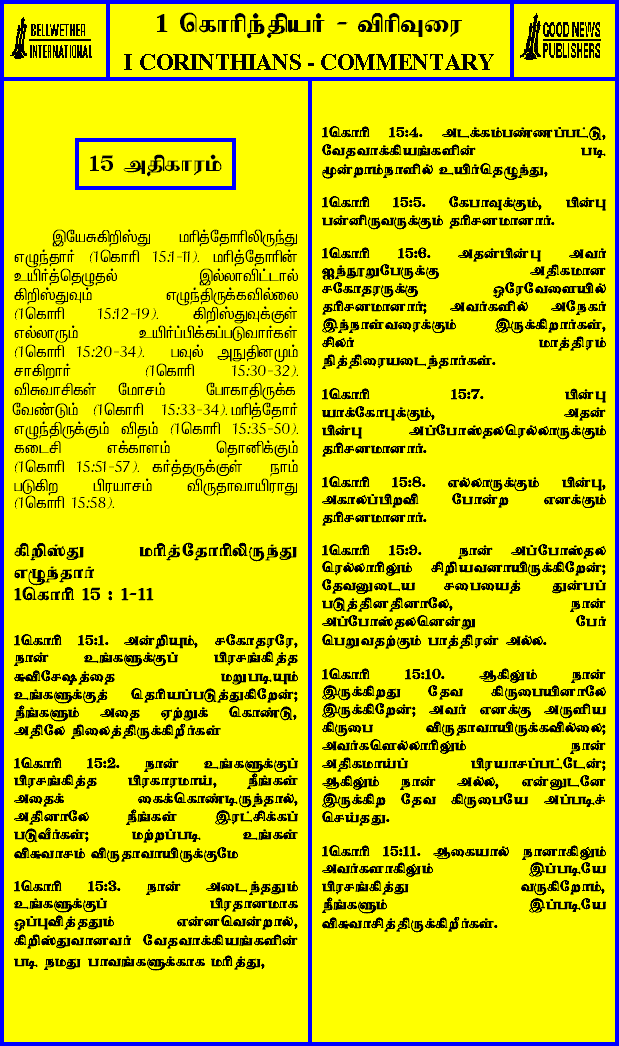 BELLWETHER
INTERNATIONAL
1 கொரிந்தியர் - விரிவுரை
I CORINTHIANS - COMMENTARY
GOOD NEWS
PUBLISHERS
15 அதிகாரம்
இயேசுகிறிஸ்து மரித்தோரிலிருந்து
எழுந்தார் (1கொரி 15:1-11). மரித்தோரின்
உயிர்த்தெழுதல் இல்லாவிட்டால்
கிறிஸ்துவும் எழுந்திருக்கவில்லை
(1கொரி 15:12-19). கிறிஸ்துவுக்குள்
எல்லாரும் உயிர்ப்பிக்கப்படுவார்கள்
(1கொரி 15:20-34). பவுல் அநுதினமும்
சாகிறார் (1கொரி 15:30-32).
விசுவாசிகள் மோசம் போகாதிருக்க
வேண்டும் (1கொரி 15:33-34). மரித்தோர்
எழுந்திருக்கும் விதம் (1கொரி 15:35-50).
கடைசி எக்காளம் தொனிக்கும்
(1கொரி 15:51-57). கர்த்தருக்குள் நாம்
படுகிற பிரயாசம் விருதாவாயிராது
(1கொரி 15:58).
கிறிஸ்து மரித்தோரிலிருந்து
எழுந்தார்
1கொரி 15 : 1-11
1கொரி 15:1. அன்றியும், சகோதரரே,
நான் உங்களுக்குப் பிரசங்கித்த
சுவிசேஷத்தை மறுபடியும்
உங்களுக்குத் தெரியப்படுத்துகிறேன்;
நீங்களும் அதை ஏற்றுக் கொண்டு,
அதிலே நிலைத்திருக்கிறீர்கள்
1கொரி 15:2. நான் உங்களுக்குப்
பிரசங்கித்த பிரகாரமாய், நீங்கள்
அதைக் கைக்கொண்டிருந்தால்,
அதினாலே நீங்கள் இரட்சிக்கப்
படுவீர்கள்; மற்றப்படி உங்கள்
விசுவாசம் விருதாவாயிருக்குமே
1கொரி 15:3. நான் அடைந்ததும்
உங்களுக்குப் பிரதானமாக
ஒப்புவித்ததும் என்னவென்றால்,
கிறிஸ்துவானவர் வேதவாக்கியங்களின்
படி நமது பாவங்களுக்காக மரித்து,
1கொரி 15:4. அடக்கம்பண்ணப்பட்டு,
வேதவாக்கியங்களின் படி
மூன்றாம்நாளில் உயிர்தெழுந்து,
1கொரி 15:5. கேபாவுக்கும், பின்பு
பன்னிருவருக்கும் தரிசனமானார்.
1கொரி 15:6. அதன்பின்பு அவர்
ஐந்நூறுபேருக்கு அதிகமான
சகோதரருக்கு ஒரேவேளையில்
தரிசனமானார்; அவர்களில் அநேகர்
இந்நாள்வரைக்கும் இருக்கிறார்கள்,
சிலர் மாத்திரம்
நித்திரையடைந்தார்கள்.
1கொரி 15:7. பின்பு
யாக்கோபுக்கும், அதன்
பின்பு அப்போஸ்தலரெல்லாருக்கும்
தரிசனமானார்.
1கொரி 15:8. எல்லாருக்கும் பின்பு,
அகாலப்பிறவி போன்ற எனக்கும்
தரிசனமானார்.
1கொரி 15:9. நான் அப்போஸ்தல
ரெல்லாரிலும் சிறியவனாயிருக்கிறேன்;
தேவனுடைய சபையைத் துன்பப்
படுத்தினதினாலே, நான்
அப்போஸ்தலனென்று பேர்
பெறுவதற்கும் பாத்திரன் அல்ல.
1கொரி 15:10. ஆகிலும் நான்
இருக்கிறது தேவ கிருபையினாலே
இருக்கிறேன்; அவர் எனக்கு அருளிய
கிருபை விருதாவாயிருக்கவில்லை;
அவர்களெல்லாரிலும் நான்
அதிகமாய்ப் பிரயாசப்பட்டேன்;
ஆகிலும் நான் அல்ல, என்னுடனே
இருக்கிற தேவ கிருபையே அப்படிச்
செய்தது.
1கொரி 15:11. ஆகையால் நானாகிலும்
அவர்களாகிலும் இப்படியே
பிரசங்கித்து வருகிறோம்,
நீங்களும் இப்படியே
விசுவாசித்திருக்கிறீர்கள்.